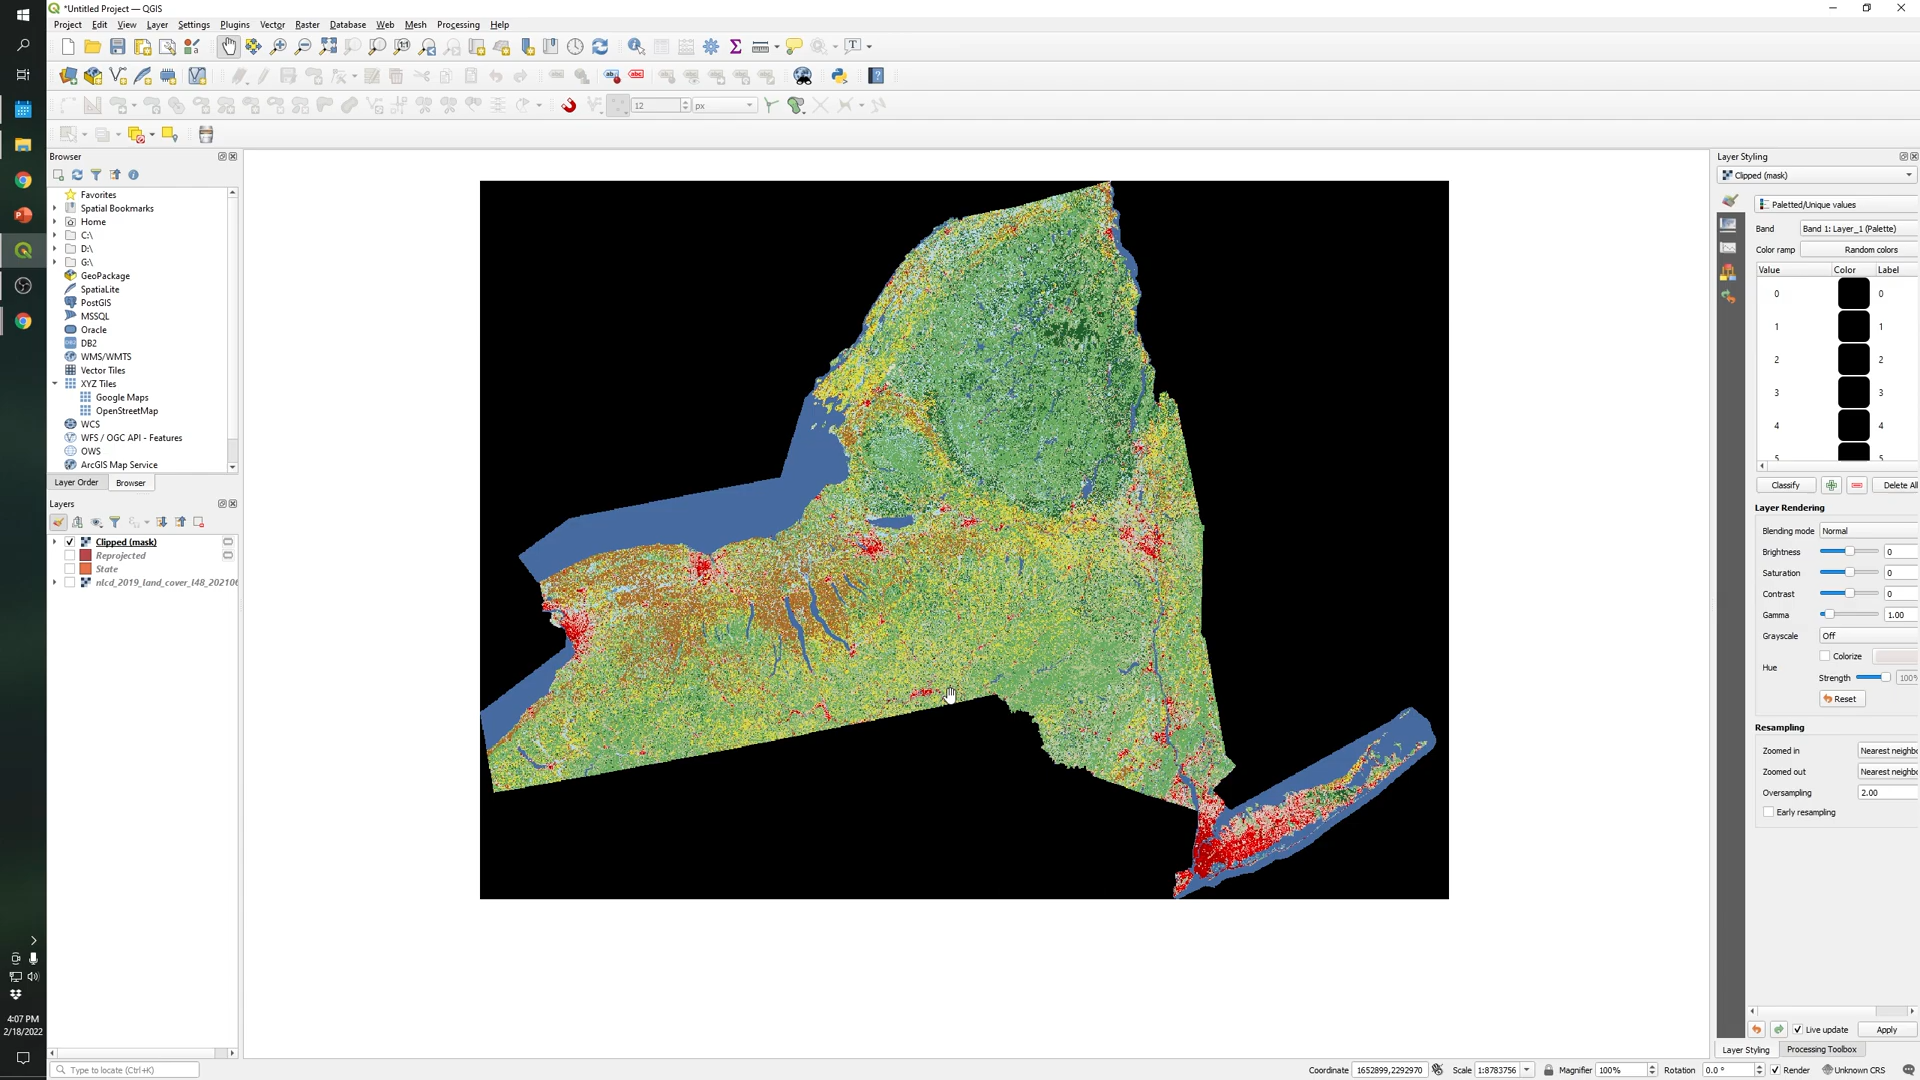 *Untitled Project — QGIS
Project Edit View Layer Settings Plugins Vector Raster Database Web Mesh Processing Help
12 px
Browser
Favorites
Spatial Bookmarks
Home
C:\
D:\
G:\
GeoPackage
SpatiaLite
PostGIS
MSSQL
Oracle
DB2
WMS/WMTS
Vector Tiles
XYZ Tiles
Google Maps
OpenStreetMap
WCS
WFS / OGC API - Features
OWS
ArcGIS Map Service
Layer Order Browser
Layers
Clipped (mask)
Reprojected
State
nlcd_2019_land_cover_l48_202106
4:07 PM
2/18/2022
Type to locate (Ctrl+K)
Layer Styling
Clipped (mask)
Paletted/Unique values
Band Band 1: Layer_1 (Palette)
Color ramp Random colors
Value Color Label
0 0
1 1
2 2
3 3
4 4
5 5
Classify Delete All
Layer Rendering
Blending mode Normal
Brightness 0
Saturation 0
Contrast 0
Gamma 1.00
Grayscale Off
Colorize
Hue
Strength 100%
Reset
Resampling
Zoomed in Nearest neighbo
Zoomed out Nearest neighbo
Oversampling 2.00
Early resampling
Live update Apply
Layer Styling Processing Toolbox
Coordinate 1652899,2292970 Scale 1:8783756 Magnifier 100% Rotation 0.0 ° Render Unknown CRS